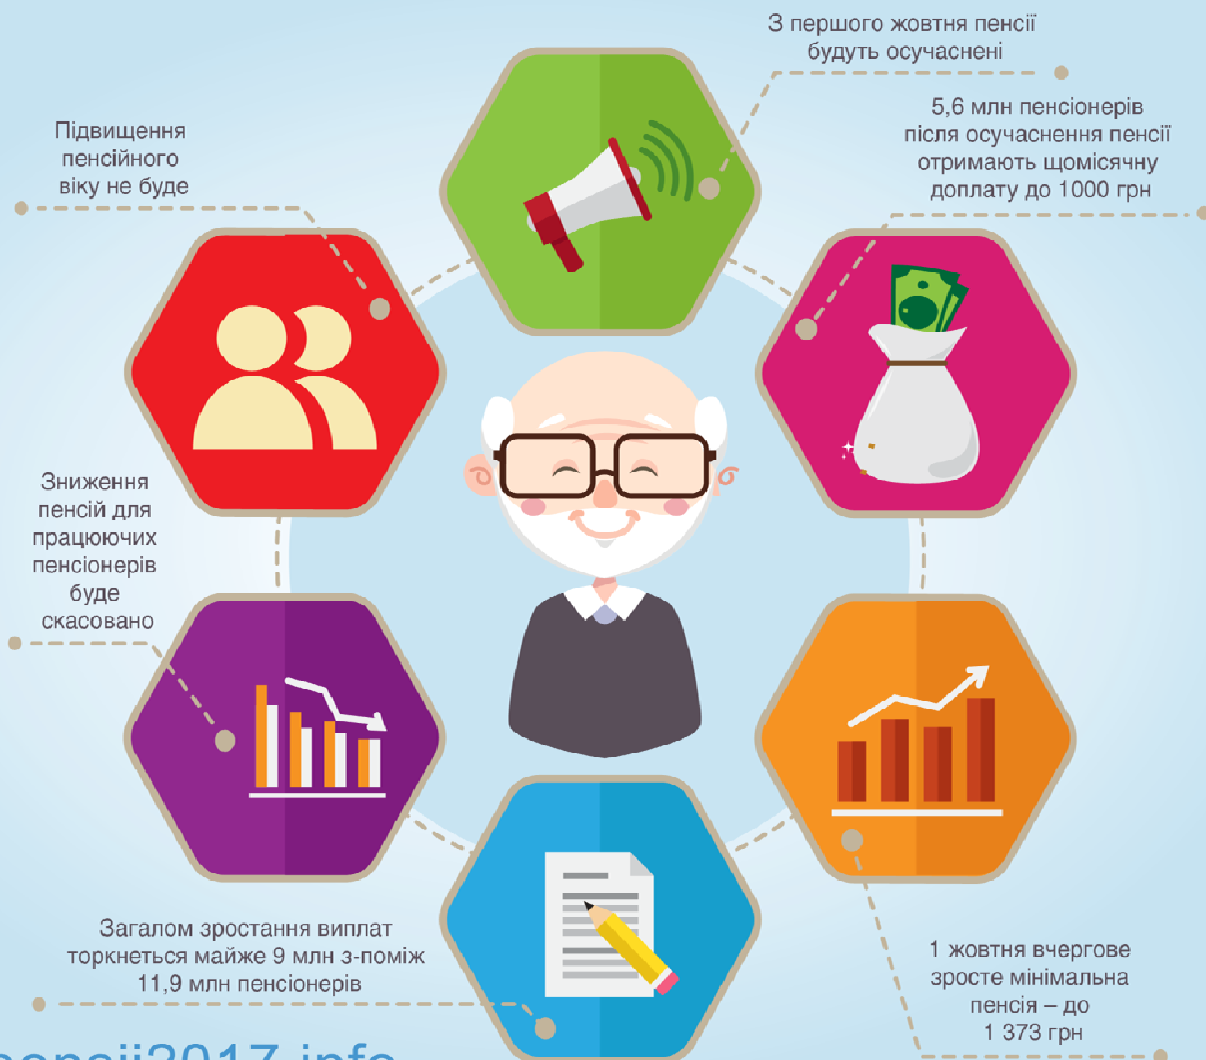 З першого жовтня пенсії
будуть осучаснені
5,6 млн пенсіонерів
після осучаснення пенсії
отримають щомісячну
доплату до 1000 грн
Підвищення
пенсійного
віку не буде
Зниження
пенсій для
працюючих
пенсіонерів
буде
скасовано
Загалом зростання виплат
торкнеться майже 9 млн з-поміж
11,9 млн пенсіонерів
1 жовтня вчергове
зросте мінімальна
пенсія – до
1 373 грн